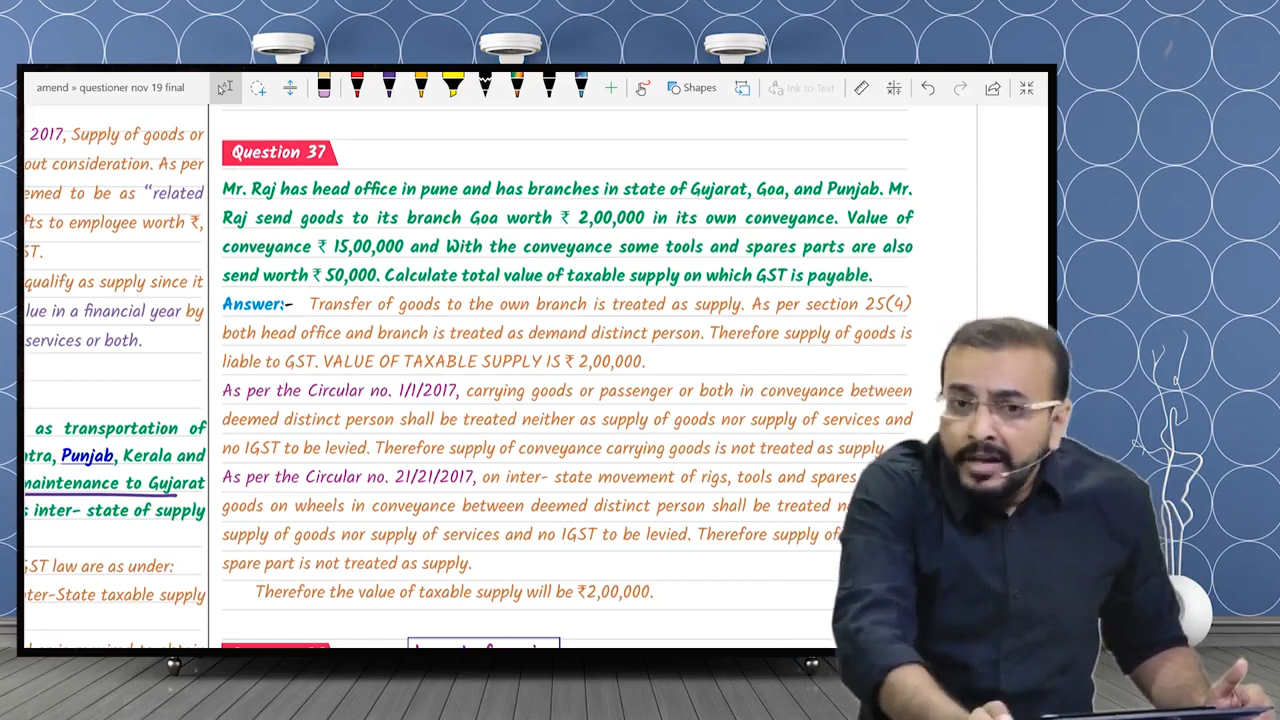 amend » questioner nov 19 final
Shapes
Ink to Text
2017, Supply of goods or
out consideration. As per
emed to be as “related
fts to employee worth ₹,
ST.
qualify as supply since it
lue in a financial year by
services or both.
as transportation of
ntra, Punjab, Kerala and
maintenance to Gujarat
s inter- state of supply
GST law are as under:
nter-State taxable supply
Question 37
Mr. Raj has head office in pune and has branches in state of Gujarat, Goa, and Punjab. Mr.
Raj send goods to its branch Goa worth ₹ 2,00,000 in its own conveyance. Value of
conveyance ₹ 15,00,000 and With the conveyance some tools and spares parts are also
send worth ₹ 50,000. Calculate total value of taxable supply on which GST is payable.
Answer:- Transfer of goods to the own branch is treated as supply. As per section 25(4)
both head office and branch is treated as demand distinct person. Therefore supply of goods is
liable to GST. VALUE OF TAXABLE SUPPLY IS ₹ 2,00,000.
As per the Circular no. 1/1/2017, carrying goods or passenger or both in conveyance between
deemed distinct person shall be treated neither as supply of gods nor supply of services and
no IGST to be levied. Therefore supply of conveyance carrying goods is not treated as supply.
As per the Circular no. 21/21/2017, on inter- state movement of rigs, tools and spares
goods on wheels in conveyance between deemed distinct person shall be treated
supply of goods nor supply of services and no IGST to be levied. Therefore supply of
spare part is not treated as supply.
Therefore the value of taxable supply will be ₹2,00,000.